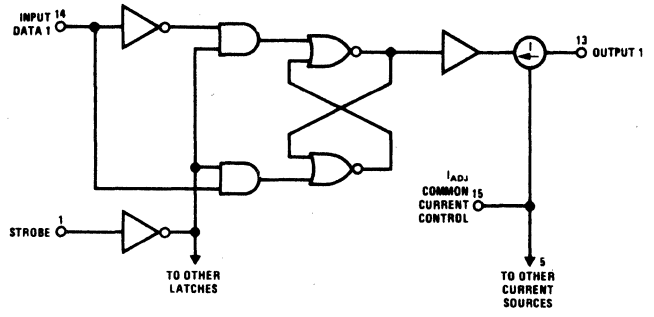 INPUT 14
DATA 1
13
OUTPUT 1
I
I ADJ
COMMON 15
CURRENT
CONTROL
1
STROBE
TO OTHER
LATCHES
5
TO OTHER
CURRENT
SOURCES